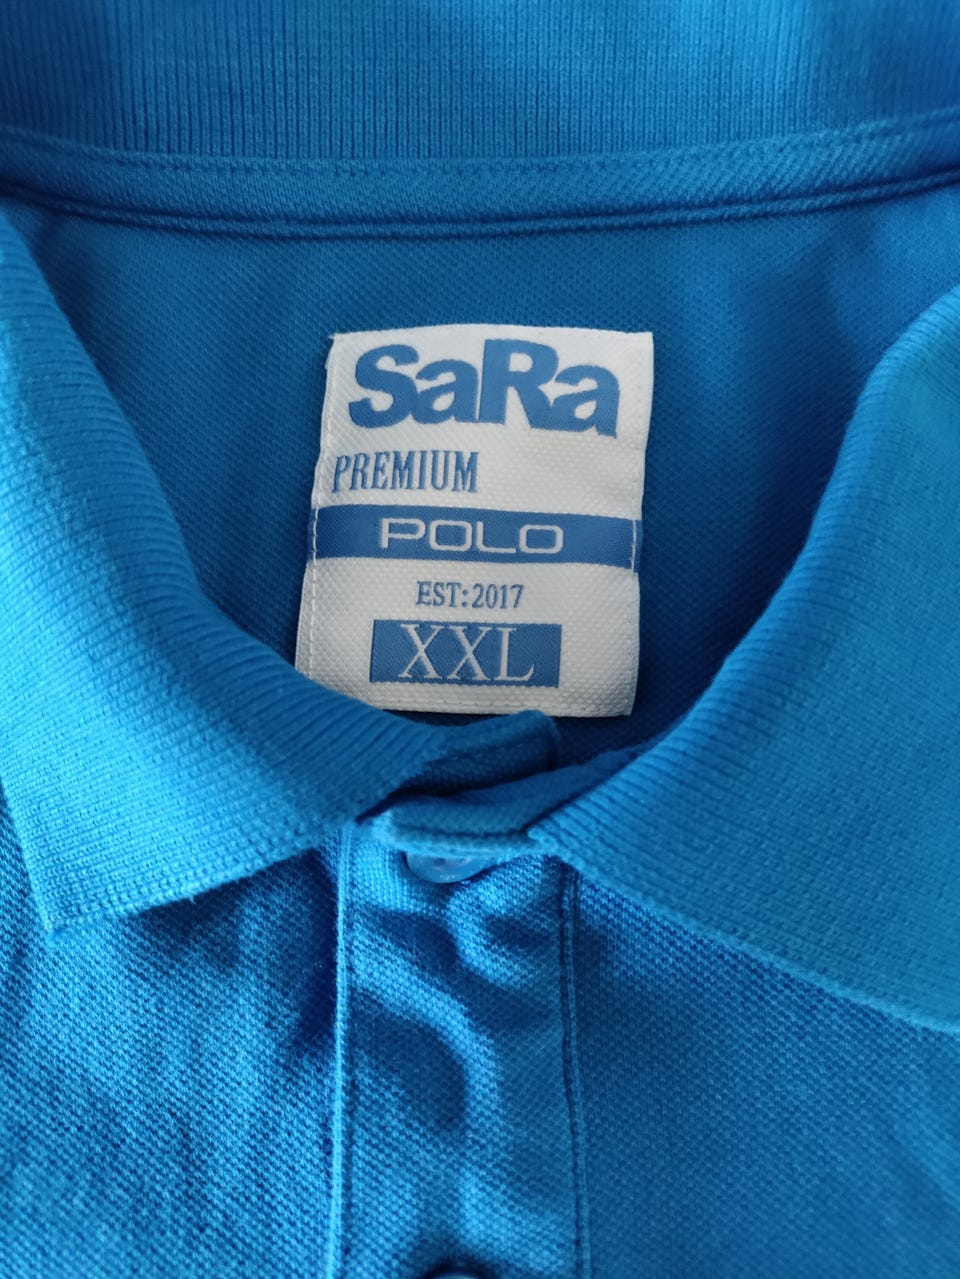 SaRa
PREMIUM
POLO
EST:2017
XXL